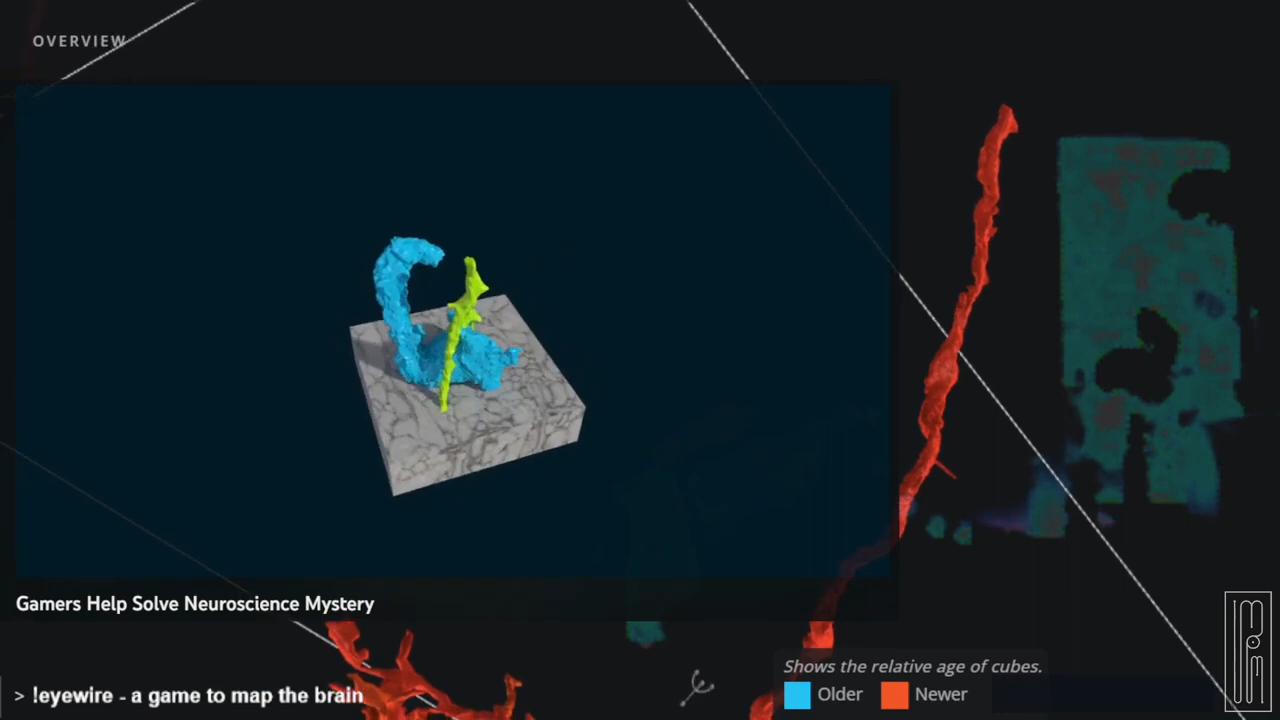 OVERVIEW
Gamers Help Solve Neuroscience Mystery
> !eyewire - a game to map the brain
Shows the relative age of cubes.
Older Newer